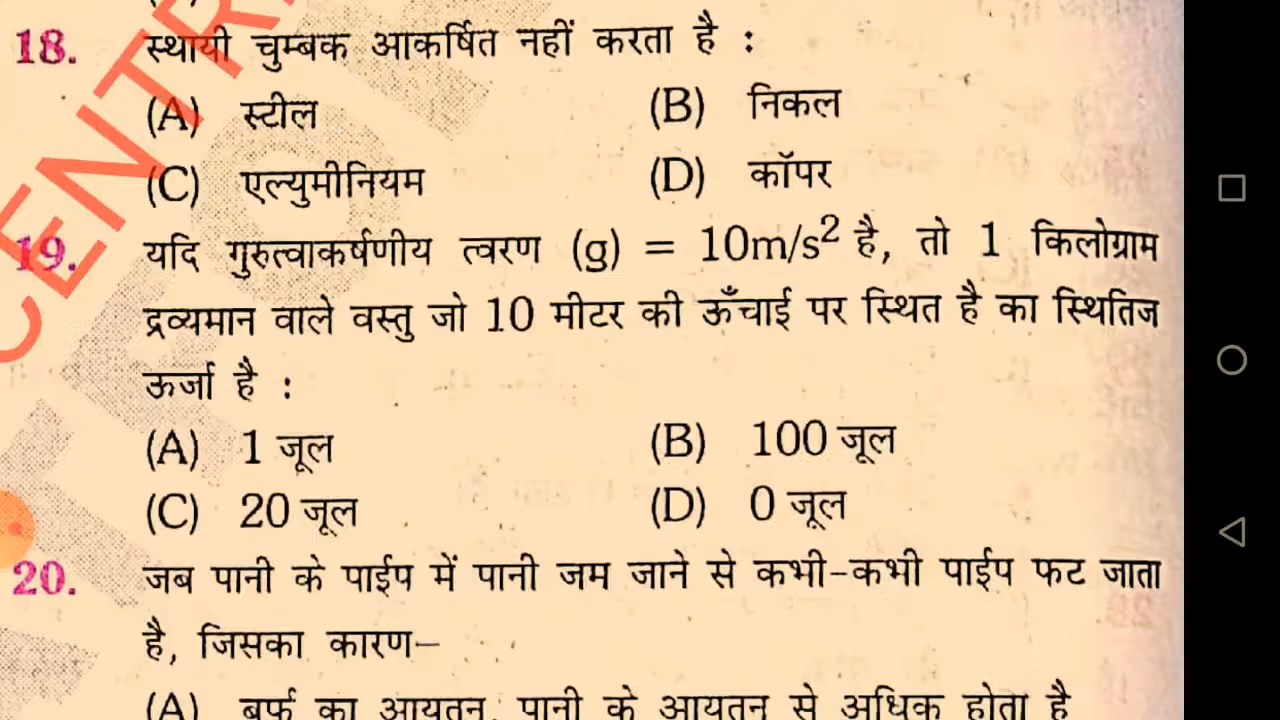 18. स्थायी चुम्बक आकर्षित नहीं करता है :
(A) स्टील (B) निकल
(C) एल्युमीनियम (D) कॉपर
19. यदि गुरुत्वाकर्षणीय त्वरण (g) = 10m/s² है, तो 1 किलोग्राम
द्रव्यमान वाले वस्तु जो 10 मीटर की ऊँचाई पर स्थित है का स्थितिज
ऊर्जा है :
(A) 1 जूल (B) 100 जूल
(C) 20 जूल (D) 0 जूल
20. जब पानी के पाईप में पानी जम जाने से कभी-कभी पाईप फट जाता
है, जिसका कारण–
(A) बर्फ का आयतन, पानी के आयतन से अधिक होता है
CENTR